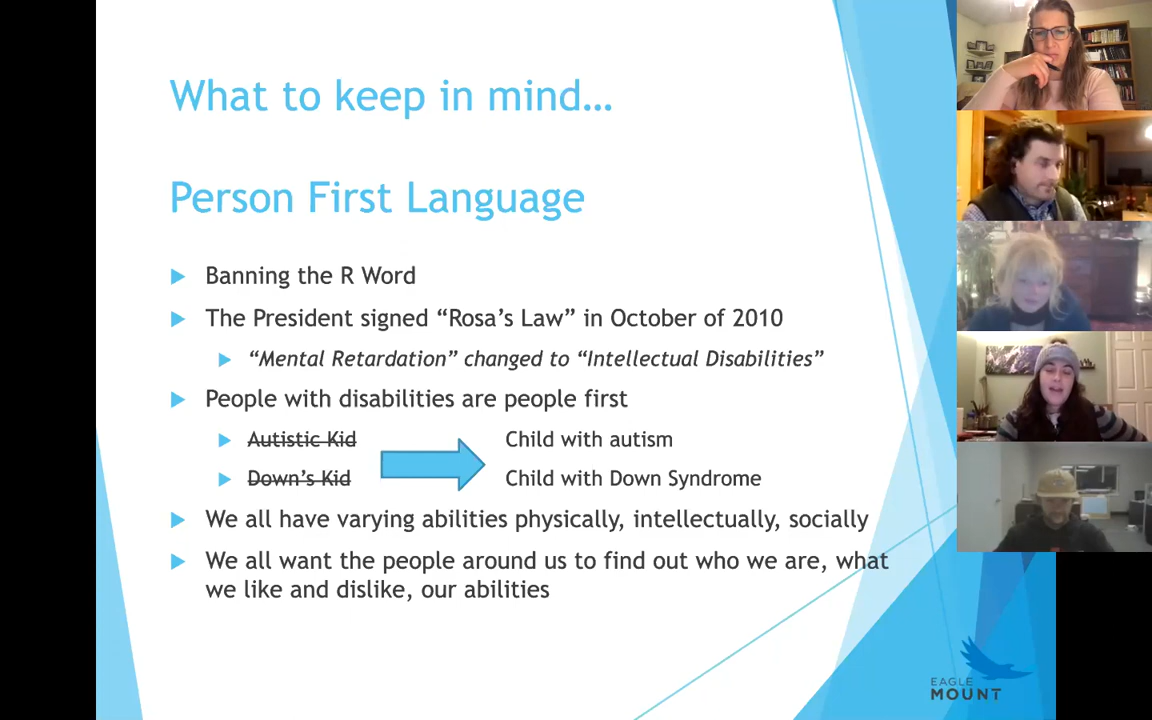 What to keep in mind…
Person First Language
Banning the R Word
The President signed “Rosa’s Law” in October of 2010
“Mental Retardation” changed to “Intellectual Disabilities”
People with disabilities are people first
Autistic Kid Child with autism
Down’s Kid Child with Down Syndrome
We all have varying abilities physically, intellectually, socially
We all want the people around us to find out who we are, what
we like and dislike, our abilities
EAGLE
MOUNT